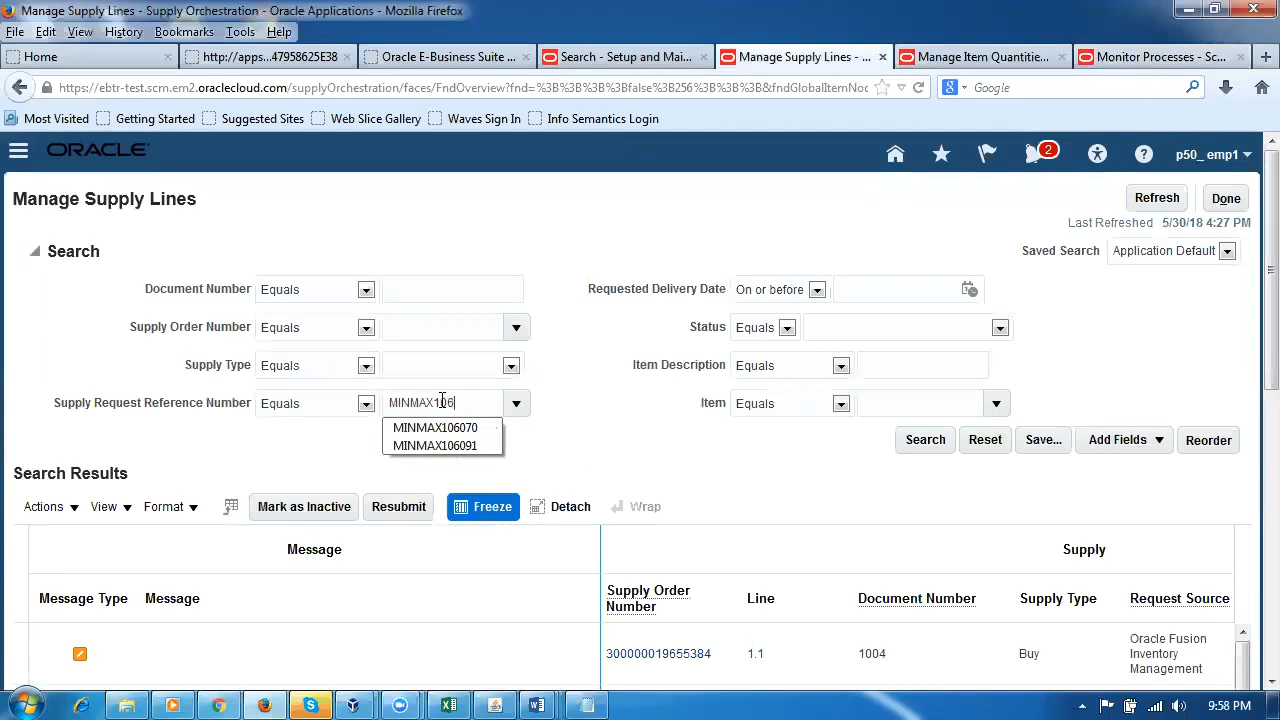 Manage Supply Lines - Supply Orchestration - Oracle Applications - Mozilla Firefox
File Edit View History Bookmarks Tools Help
Home
http://apps....47958625E38
Oracle E-Business Suite ...
Search - Setup and Mai...
Manage Supply Lines - ...
Manage Item Quantities...
Monitor Processes - Sc...
https://ebtr-test.scm.em2.oraclecloud.com/supplyOrchestration/faces/FndOverview?fnd=%3B%3B%3B%3Bfalse%3B256%3B%3B%3B&fndGlobalItemNoc
Google
Most Visited Getting Started Suggested Sites Web Slice Gallery Waves Sign In Info Semantics Location
ORACLE
2
p50_ emp1
Manage Supply Lines
Refresh Done
Last Refreshed 5/30/18 4:27 PM
Search
Saved Search Application Default
Document Number Equals
Requested Delivery Date On or before
Supply Order Number Equals
Status Equals
Supply Type Equals
Item Description Equals
Supply Request Reference Number Equals MINMAX106
Item Equals
MINMAX106070
MINMAX106091
Search Reset Save... Add Fields Reorder
Search Results
Actions View Format Mark as Inactive Resubmit Freeze Detach Wrap
Message Supply
Message Type Message Supply Order Number Line Document Number Supply Type Request Source
300000019655384 1.1 1004 Buy Oracle Fusion
Inventory
Management
9:58 PM